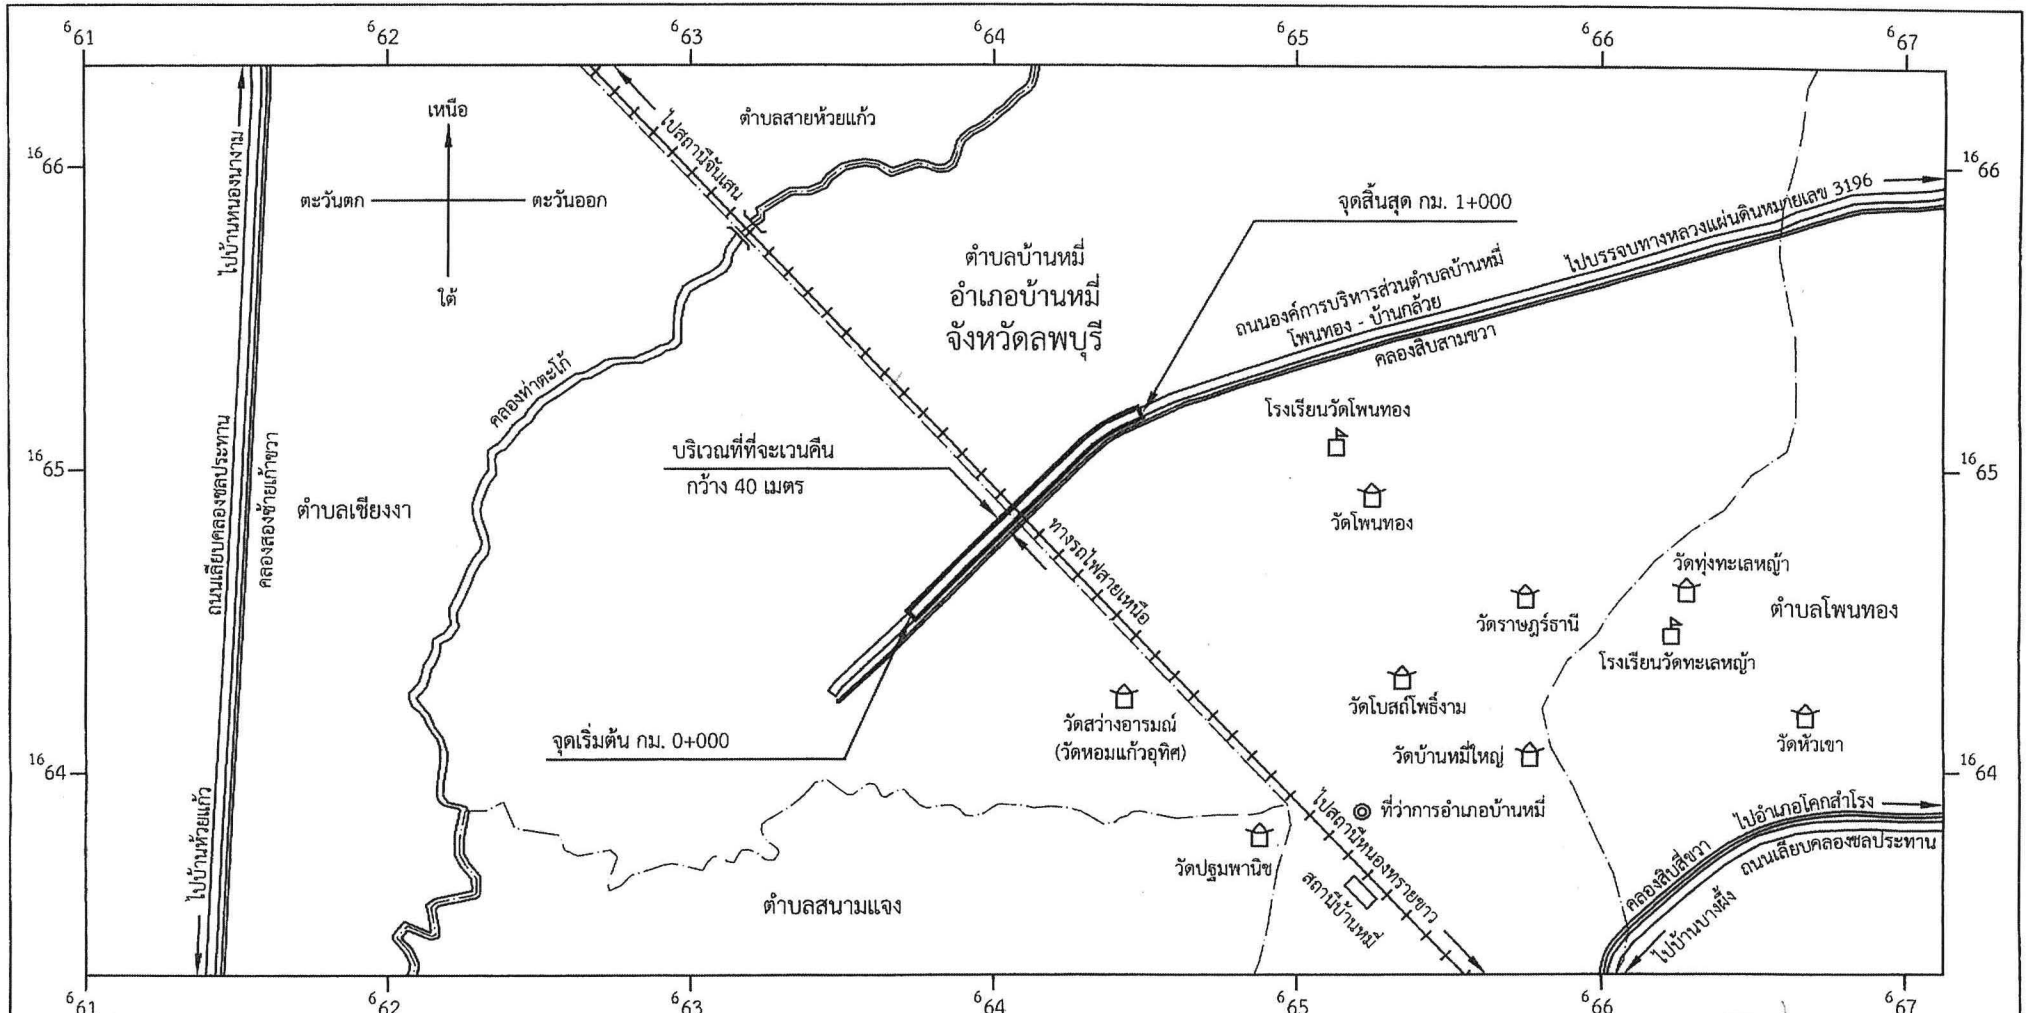 ⁶61 ⁶62 ⁶63 ⁶64 ⁶65 ⁶66 ⁶67
เหนือ
ตะวันตก
ตะวันออก
ใต้
¹⁶66
¹⁶65
¹⁶64
ไปบ้านหนองนางาม
ถนนเลียบคลองชลประทาน
คลองสองซ้ายเก้าขวา
ไปบ้านห้วยแก้ว
ตำบลเชียงงา
คลองท่าตะโก้
ไปสถานีจันเสน
ตำบลสายห้วยแก้ว
ตำบลบ้านหมี่
อำเภอบ้านหมี่
จังหวัดลพบุรี
จุดสิ้นสุด กม. 1+000
ถนนองค์การบริหารส่วนตำบลบ้านหมี่
โพนทอง - บ้านกล้วย
คลองสิบสามขวา
ไปบรรจบทางหลวงแผ่นดินหมายเลข 3196
¹⁶66
¹⁶65
¹⁶64
บริเวณที่ที่จะเวนคืน
กว้าง 40 เมตร
ทางรถไฟสายเหนือ
จุดเริ่มต้น กม. 0+000
โรงเรียนวัดโพนทอง
วัดโพนทอง
วัดราษฎร์ธานี
วัดทุ่งทะเลหญ้า
ตำบลโพนทอง
โรงเรียนวัดทะเลหญ้า
วัดสว่างอารมณ์
(วัดหอมแก้วอุทิศ)
วัดโบสถ์โพธิ์งาม
วัดบ้านหมี่ใหญ่
วัดหัวเขา
ที่ว่าการอำเภอบ้านหมี่
ไปสถานีหนองทรายขาว
สถานีบ้านหมี่
วัดปฐมพานิช
ตำบลสนามแจง
ไปอำเภอโคกสำโรง
ถนนเลียบคลองชลประทาน
คลองสิบสี่ขวา
ไปบ้านบางผึ้ง
⁶61 ⁶62 ⁶63 ⁶64 ⁶65 ⁶66 ⁶67